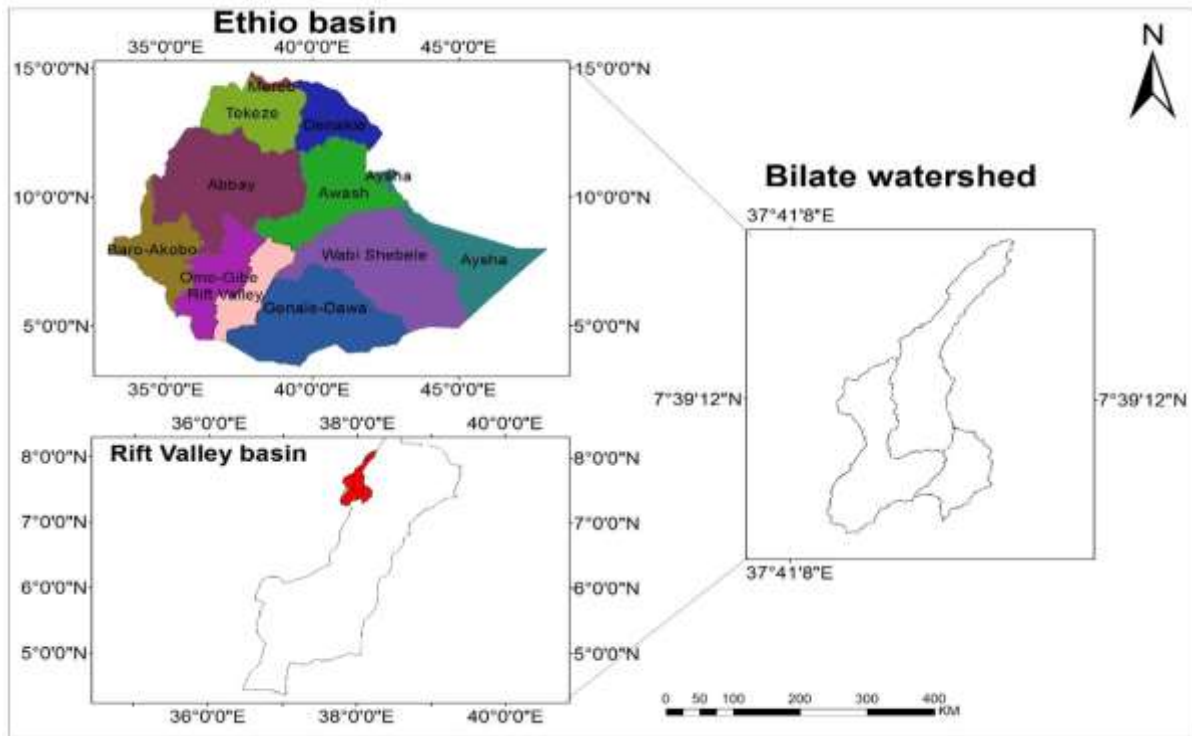 Ethio basin
35°0'0"E 40°0'0"E 45°0'0"E
15°0'0"N 15°0'0"N
Mereb
Tekeze
Denakle
Aysha
Abbay
Awash
10°0'0"N 10°0'0"N
Baro-Akobo
Wabi Shebele
Aysha
Omo-Gibe
Rift Valley
Genale-Dawa
5°0'0"N 5°0'0"N
35°0'0"E 40°0'0"E 45°0'0"E
36°0'0"E 38°0'0"E 40°0'0"E
Rift Valley basin
8°0'0"N 8°0'0"N
7°0'0"N 7°0'0"N
6°0'0"N 6°0'0"N
5°0'0"N 5°0'0"N
36°0'0"E 38°0'0"E 40°0'0"E
N
Bilate watershed
37°41'8"E
7°39'12"N 7°39'12"N
37°41'8"E
0 50 100 200 300 400
KM